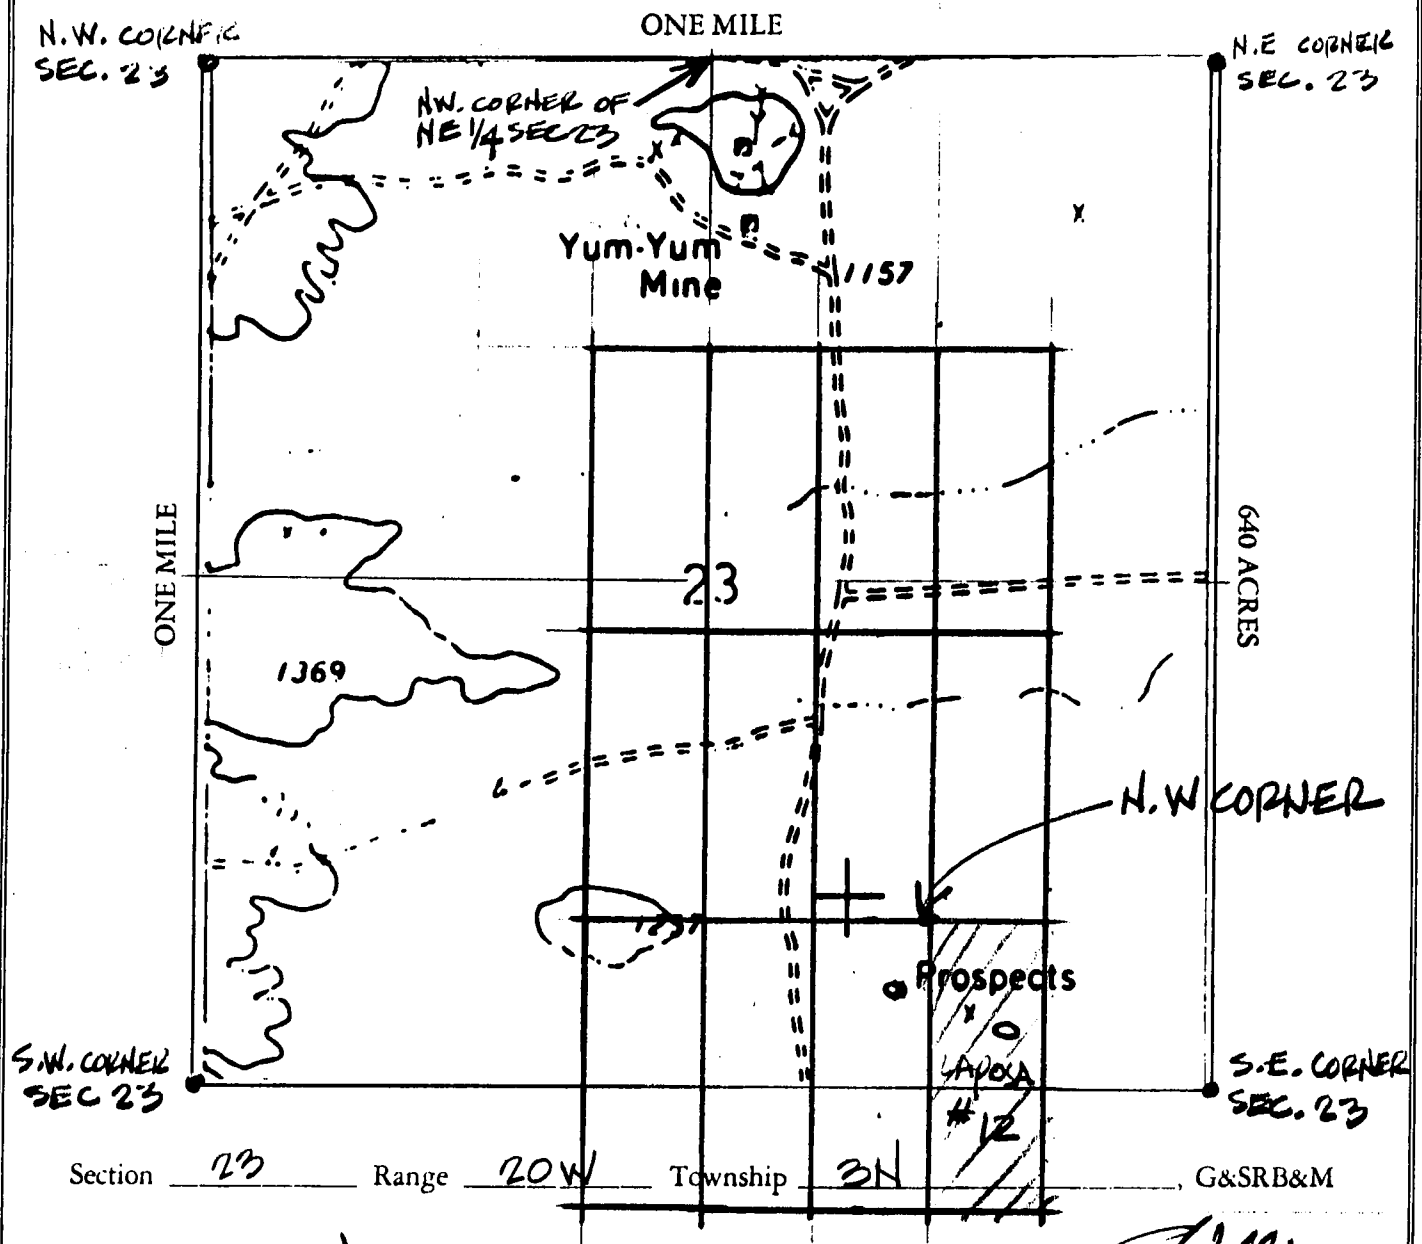 ONE MILE
N.W. CORNER
SEC. 23
N.E CORNER
SEC. 23
NW. CORNER OF
NE 1/4 SEC 23
Yum-Yum
Mine
1157
ONE MILE
640 ACRES
23
1369
N.W CORNER
Prospects
LAPOSA
# 12
S.W. CORNER
SEC 23
S.E. CORNER
SEC. 23
Section 23 Range 20W Township 3N, G&SRB&M